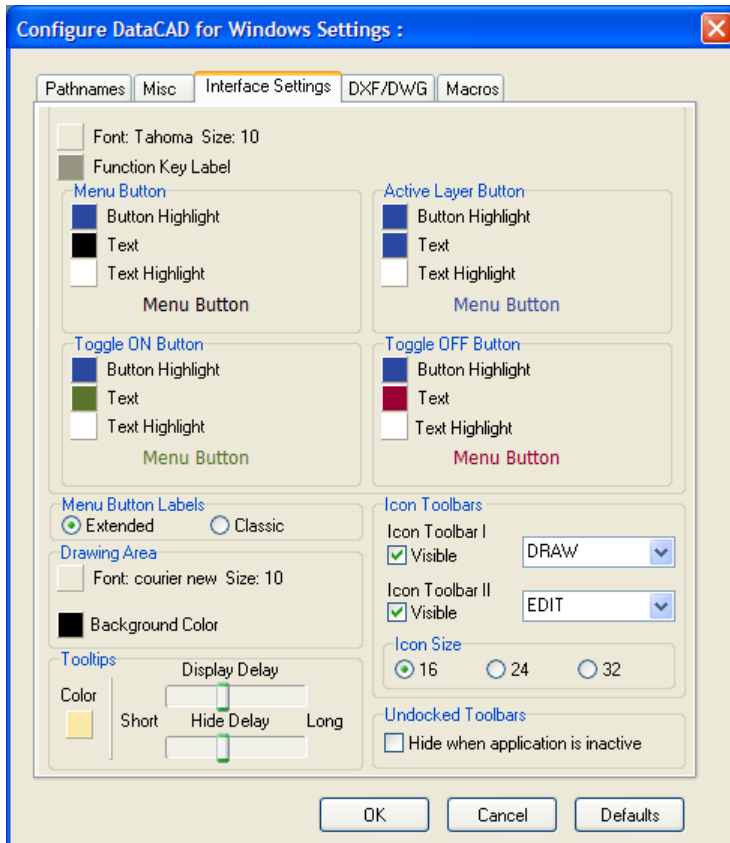 Configure DataCAD for Windows Settings :
Pathnames Misc Interface Settings DXF/DWG Macros
Font: Tahoma Size: 10
Function Key Label
Menu Button
Button Highlight
Text
Text Highlight
Menu Button
Active Layer Button
Button Highlight
Text
Text Highlight
Menu Button
Toggle ON Button
Button Highlight
Text
Text Highlight
Menu Button
Toggle OFF Button
Button Highlight
Text
Text Highlight
Menu Button
Menu Button Labels
Extended Classic
Drawing Area
Font: courier new Size: 10
Background Color
Tooltips
Display Delay
Color
Short Hide Delay Long
Icon Toolbars
Icon Toolbar I
Visible DRAW
Icon Toolbar II
Visible EDIT
Icon Size
16 24 32
Undocked Toolbars
Hide when application is inactive
OK Cancel Defaults